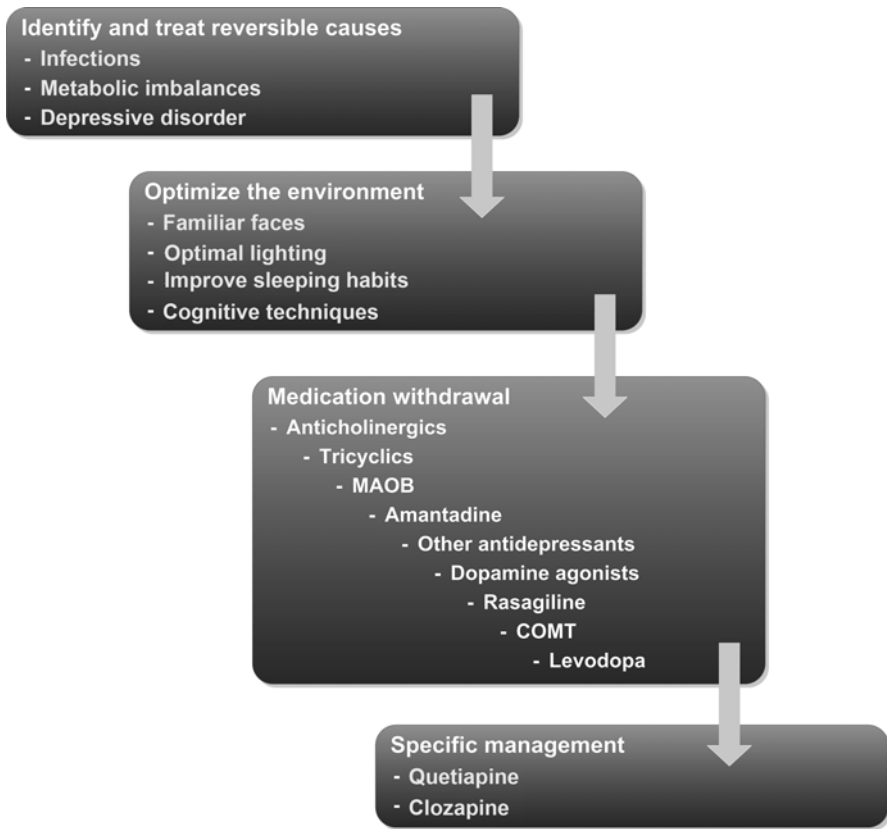 Identify and treat reversible causes
- Infections
- Metabolic imbalances
- Depressive disorder
Optimize the environment
- Familiar faces
- Optimal lighting
- Improve sleeping habits
- Cognitive techniques
Medication withdrawal
- Anticholinergics
- Tricyclics
- MAOB
- Amantadine
- Other antidepressants
- Dopamine agonists
- Rasagiline
- COMT
- Levodopa
Specific management
- Quetiapine
- Clozapine